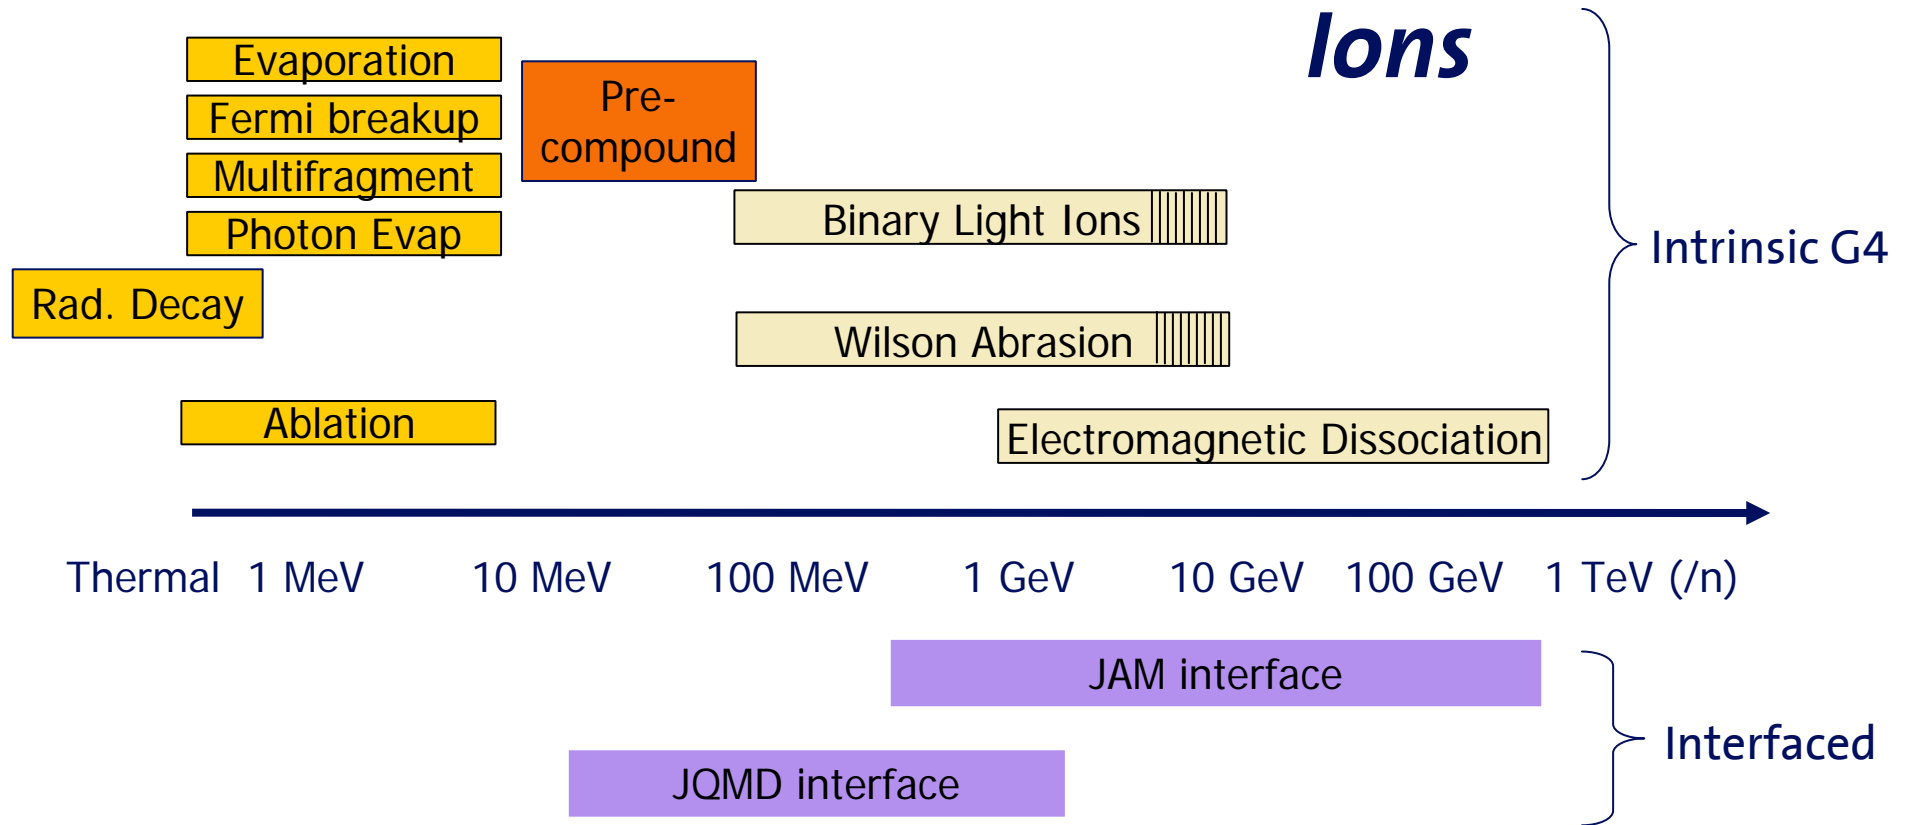 Ions
Evaporation
Fermi breakup
Multifragment
Photon Evap
Pre-
compound
Binary Light Ions
Intrinsic G4
Rad. Decay
Wilson Abrasion
Ablation
Electromagnetic Dissociation
Thermal 1 MeV 10 MeV 100 MeV 1 GeV 10 GeV 100 GeV 1 TeV (/n)
JAM interface
Interfaced
JQMD interface